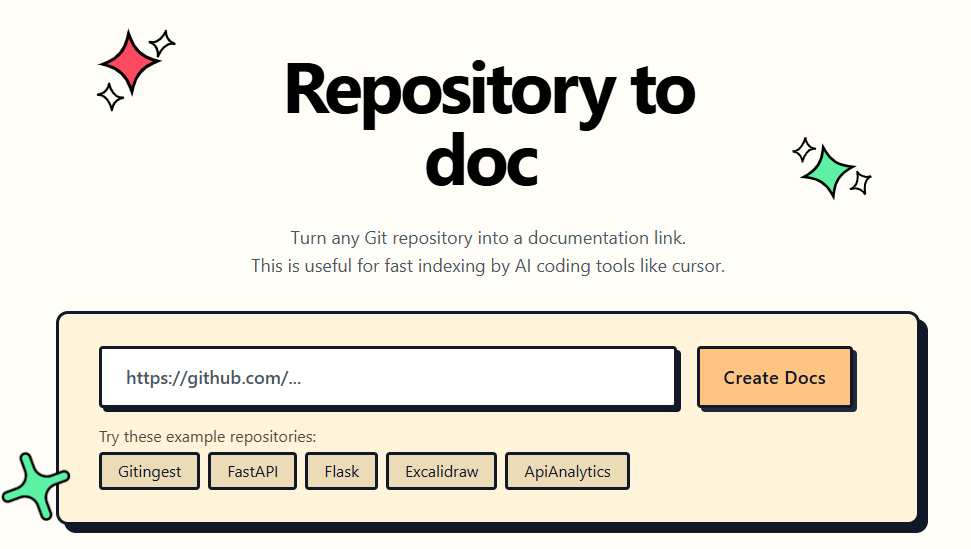 Repository to
doc
Turn any Git repository into a documentation link.
This is useful for fast indexing by AI coding tools like cursor.
https://github.com/...
Create Docs
Try these example repositories:
Gitingest
FastAPI
Flask
Excalidraw
ApiAnalytics